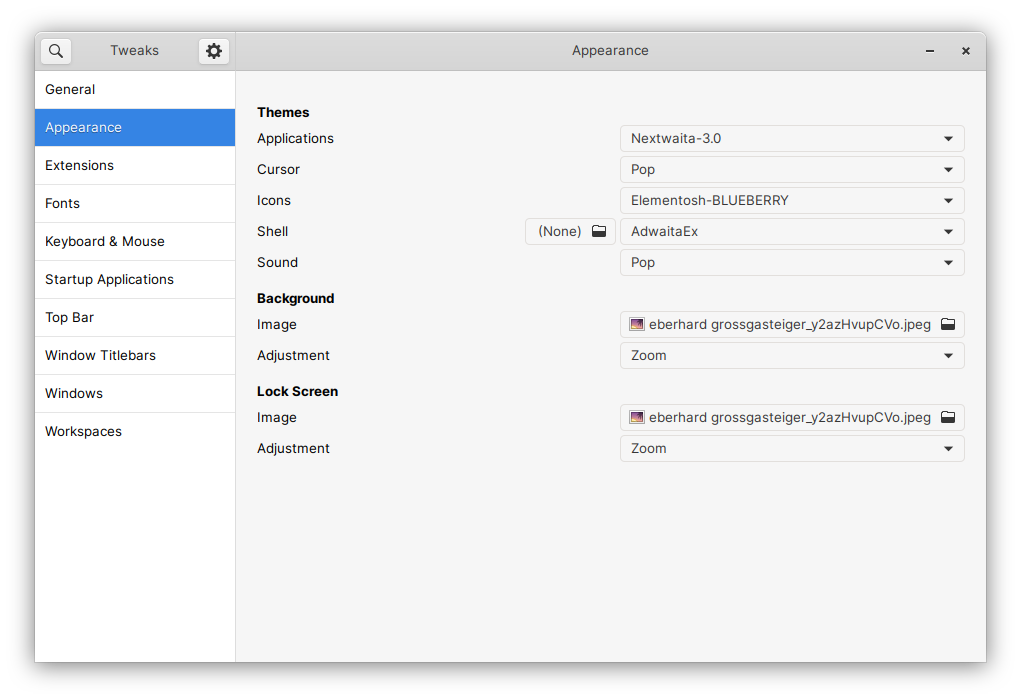 Tweaks
Appearance
General
Appearance
Extensions
Fonts
Keyboard & Mouse
Startup Applications
Top Bar
Window Titlebars
Windows
Workspaces
Themes
Applications Nextwaita-3.0
Cursor Pop
Icons Elementosh-BLUEBERRY
Shell (None) AdwaitaEx
Sound Pop
Background
Image eberhard grossgasteiger_y2azHvupCVo.jpeg
Adjustment Zoom
Lock Screen
Image eberhard grossgasteiger_y2azHvupCVo.jpeg
Adjustment Zoom